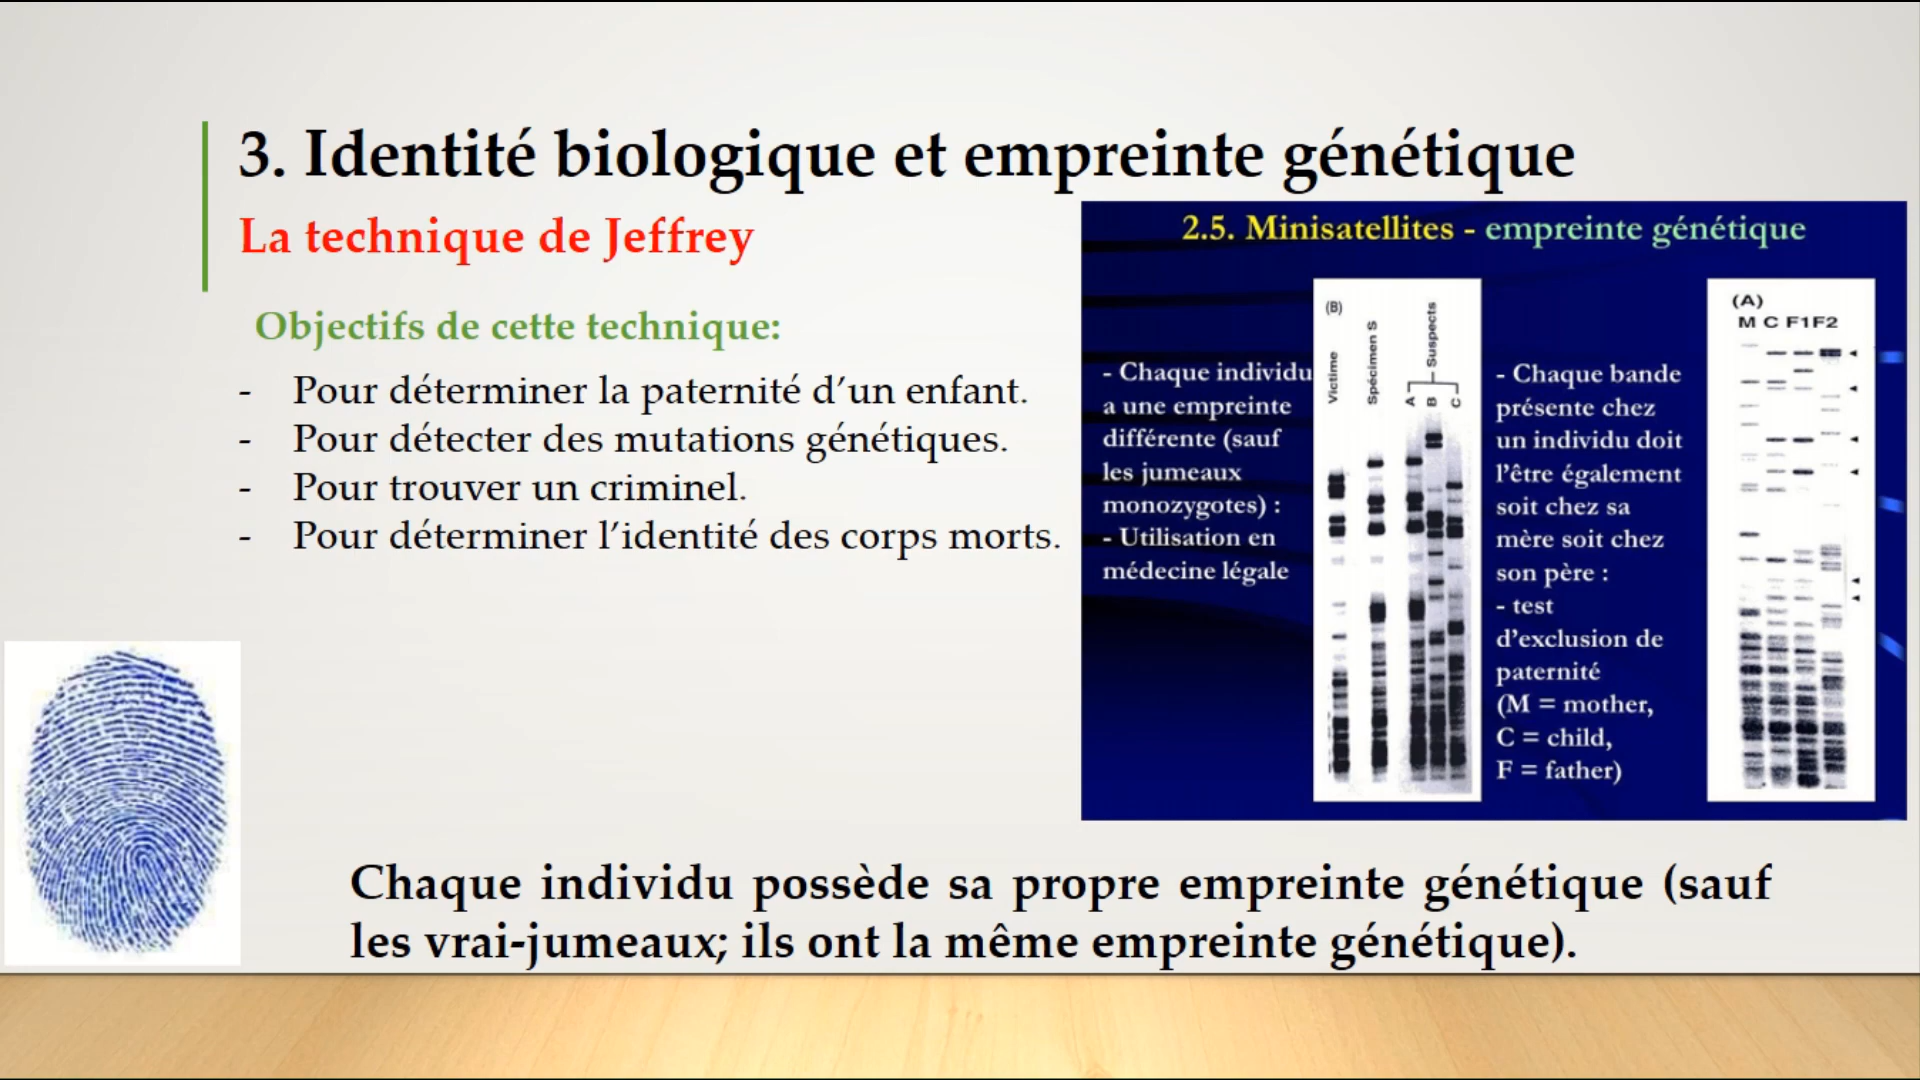 3. Identité biologique et empreinte génétique
La technique de Jeffrey
Objectifs de cette technique:
- Pour déterminer la paternité d’un enfant.
- Pour détecter des mutations génétiques.
- Pour trouver un criminel.
- Pour déterminer l’identité des corps morts.
2.5. Minisatellites - empreinte génétique
- Chaque individu
a une empreinte
différente (sauf
les jumeaux
monozygotes) :
- Utilisation en
médecine légale
(B)
Victime
Spécimen S
Suspects
A B C
- Chaque bande
présente chez
un individu doit
l’être également
soit chez sa
mère soit chez
son père :
- test
d’exclusion de
paternité
(M = mother,
C = child,
F = father)
(A)
M C F1F2
Chaque individu possède sa propre empreinte génétique (sauf
les vrai-jumeaux; ils ont la même empreinte génétique).